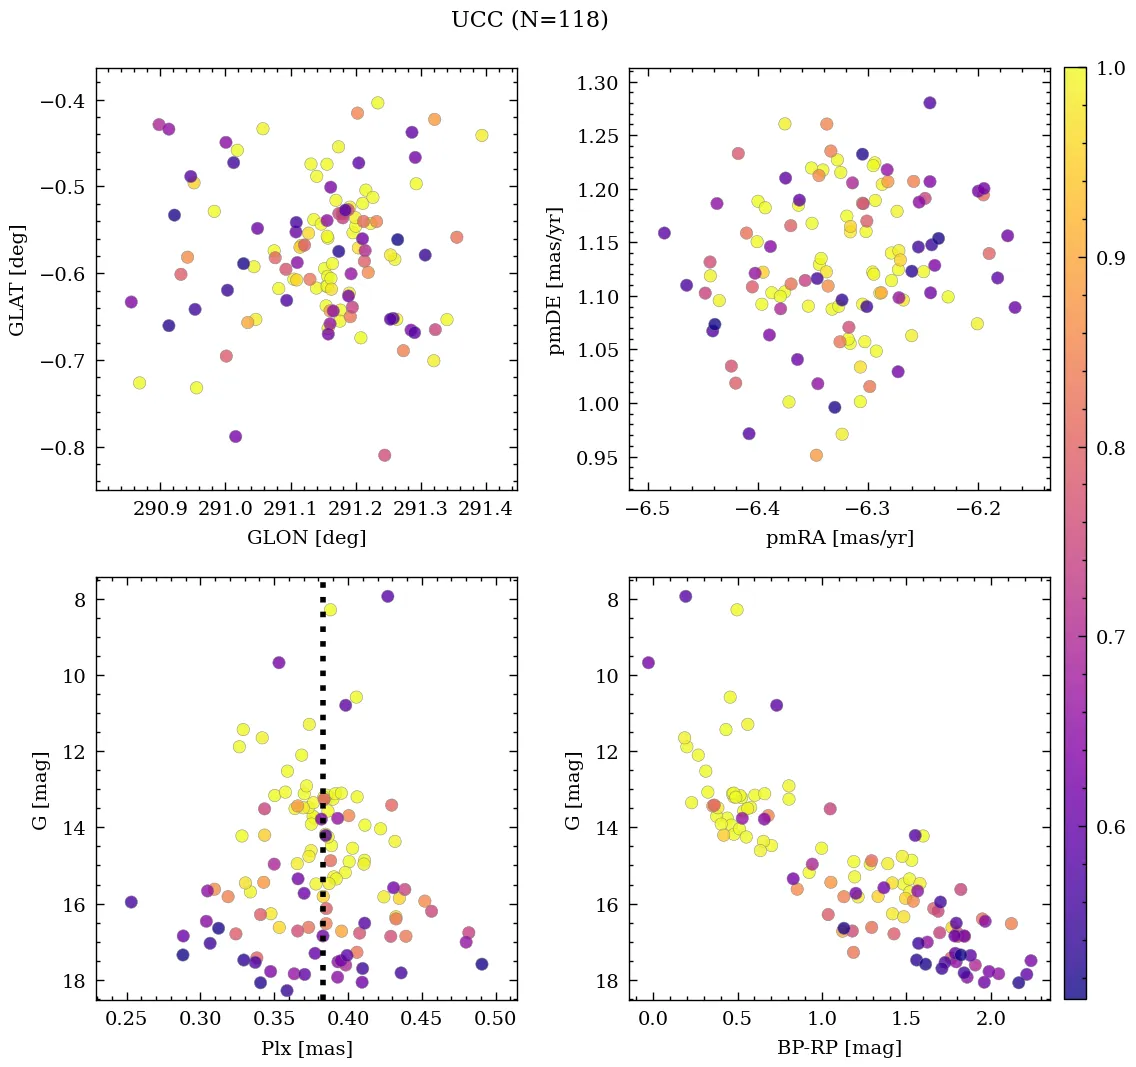 UCC (N=118)
−0.4
−0.5
−0.6
−0.7
−0.8
GLAT [deg]
290.9 291.0 291.1 291.2 291.3 291.4
GLON [deg]
1.30
1.25
1.20
1.15
1.10
1.05
1.00
0.95
pmDE [mas/yr]
−6.5 −6.4 −6.3 −6.2
pmRA [mas/yr]
1.0
0.9
0.8
0.7
0.6
8
10
12
14
16
18
G [mag]
0.25 0.30 0.35 0.40 0.45 0.50
Plx [mas]
8
10
12
14
16
18
G [mag]
0.0 0.5 1.0 1.5 2.0
BP-RP [mag]